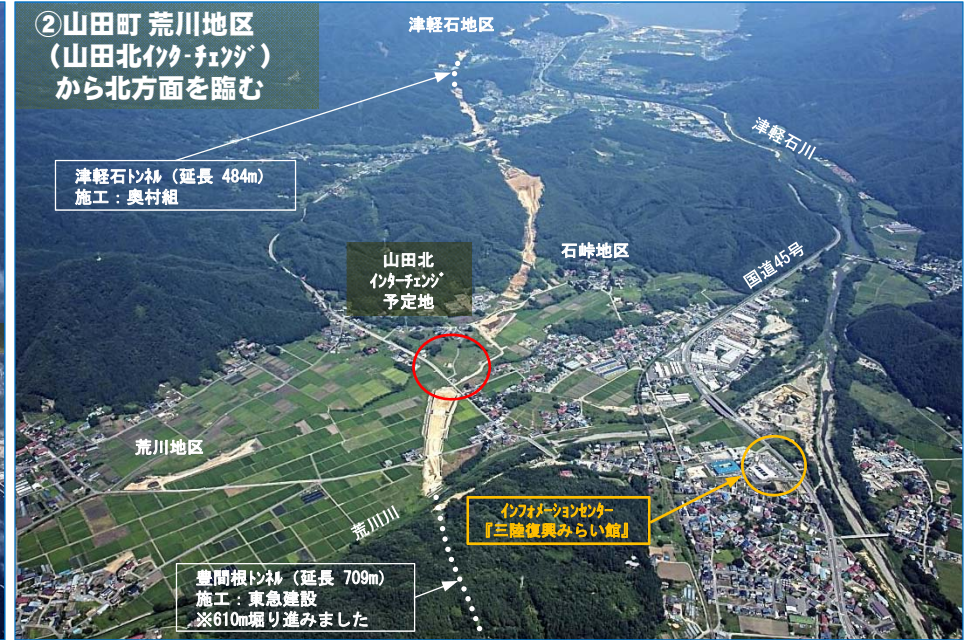 ②山田町 荒川地区
(山田北ｲﾝﾀｰﾁｪﾝｼﾞ)
から北方面を臨む
津軽石地区
津軽石川
津軽石ﾄﾝﾈﾙ (延長 484m)
施工：奥村組
山田北
ｲﾝﾀｰﾁｪﾝｼﾞ
予定地
石峠地区
国道45号
荒川地区
荒川川
ｲﾝﾌｫﾒｰｼｮﾝｾﾝﾀｰ
『三陸復興みらい館』
豊間根ﾄﾝﾈﾙ (延長 709m)
施工：東急建設
※610m堀り進みました